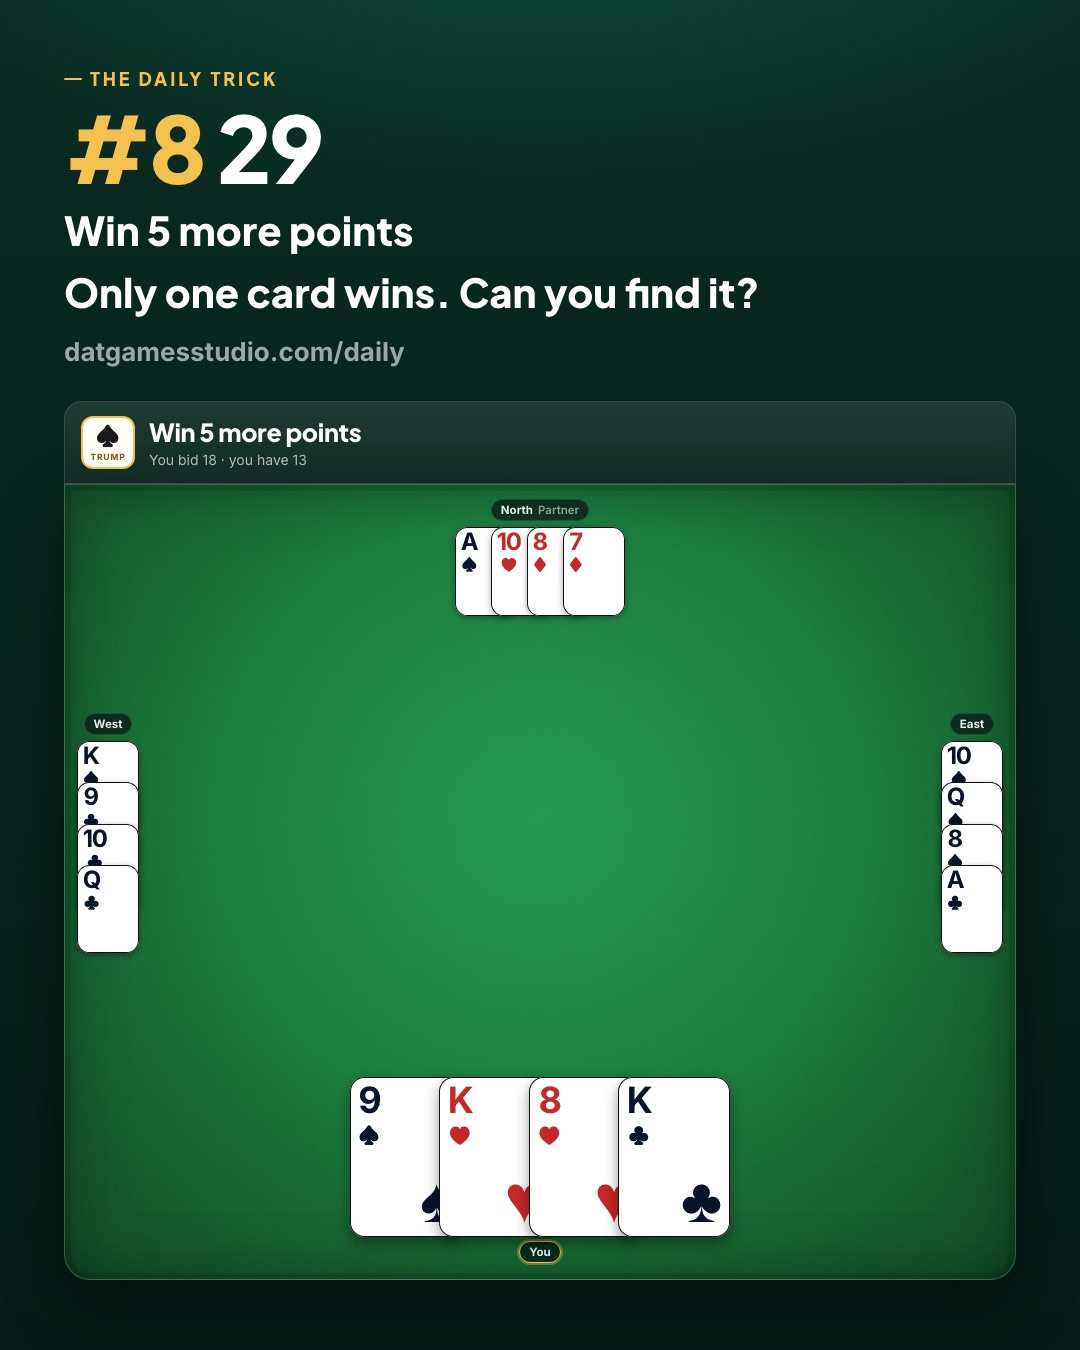 — THE DAILY TRICK
#8 29
Win 5 more points
Only one card wins. Can you find it?
datgamesstudio.com/daily
♠ TRUMP
Win 5 more points
You bid 18 · you have 13
North Partner
A♠ 10♥ 8♦ 7♦
West
K♠
9♣
10♣
Q♣
East
10♠
Q♠
8♠
A♣
9♠ K♥ 8♥ K♣
You